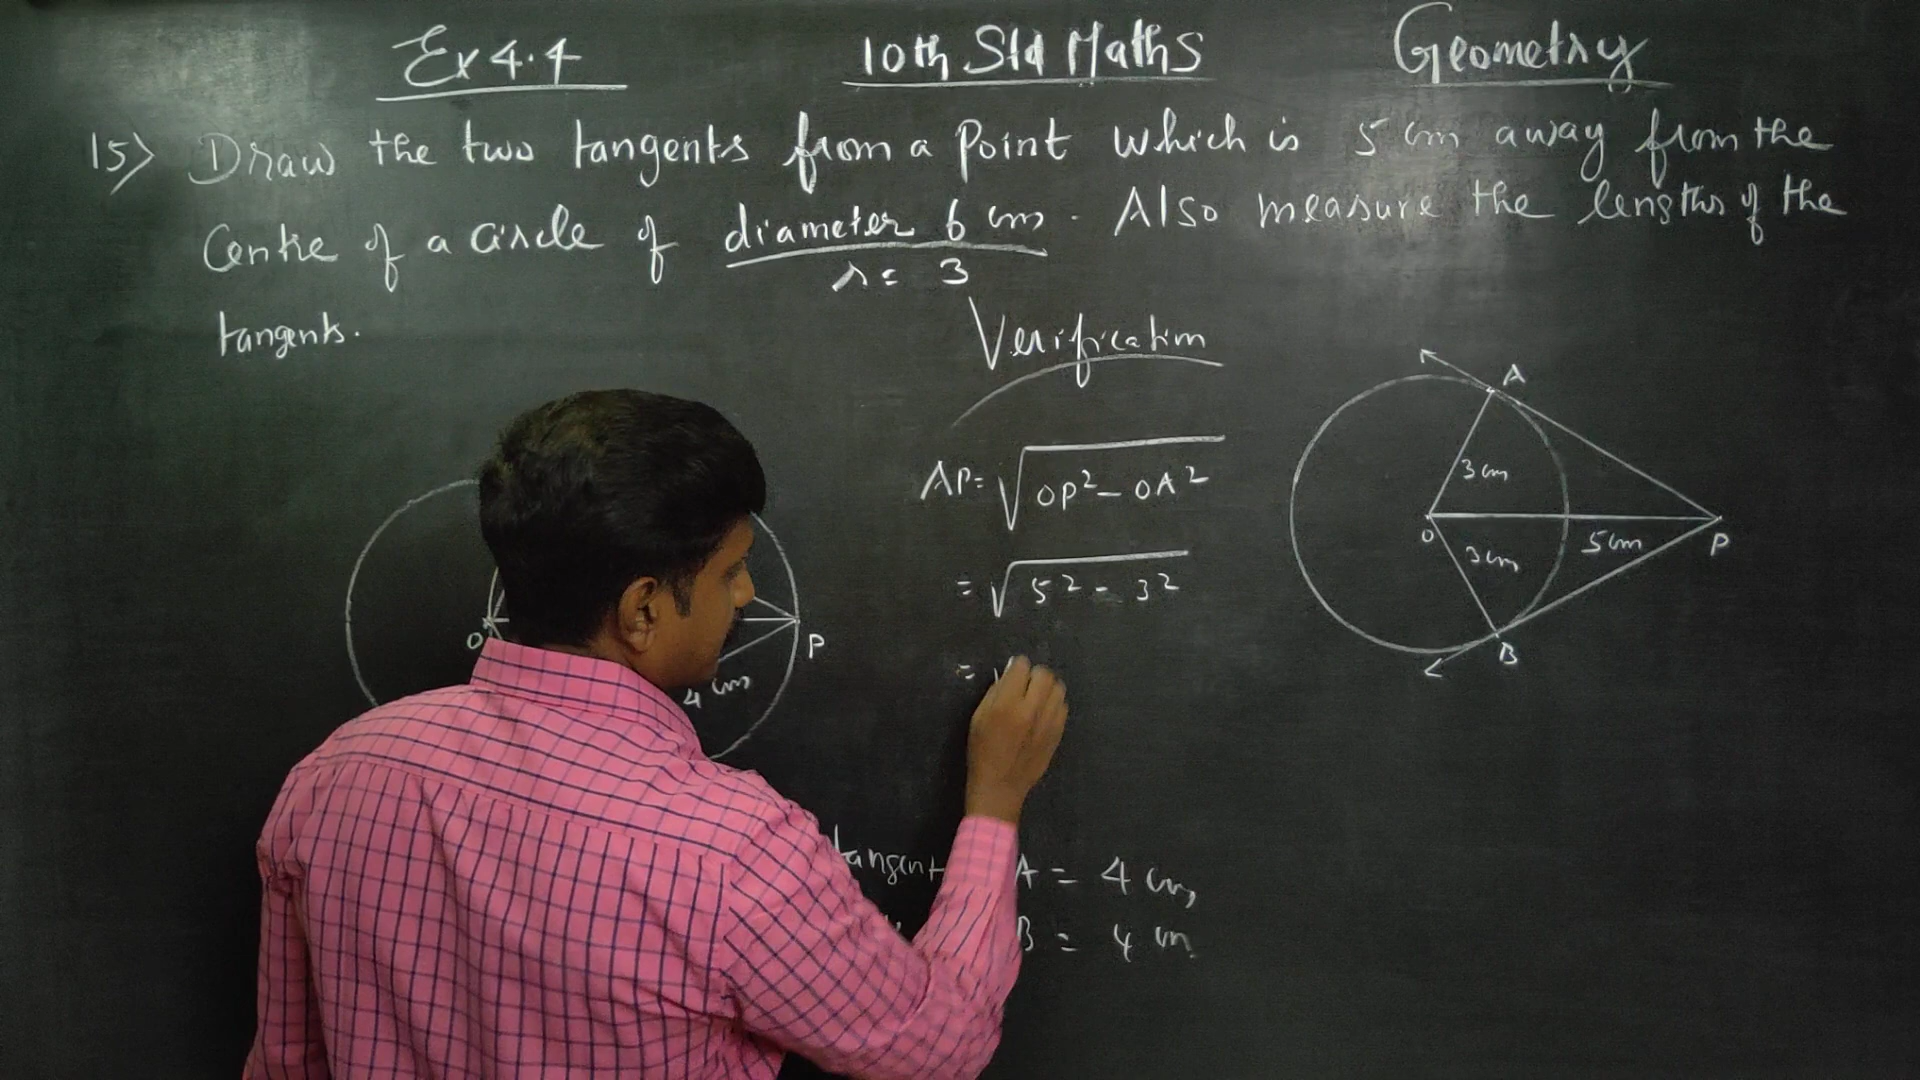 Ex 4.4 10th Std Maths Geometry
15) Draw the two tangents from a point which is 5 cm away from the
Centre of a circle of diameter 6 cm. Also measure the lengths of the
r = 3
tangents.
Verification
AP = √OP² - OA²
= √5² - 3²
= √
A
3 cm
O
5 cm
P
3 cm
B
O
P
4 cm
tangent A = 4 cm,
B = 4 cm